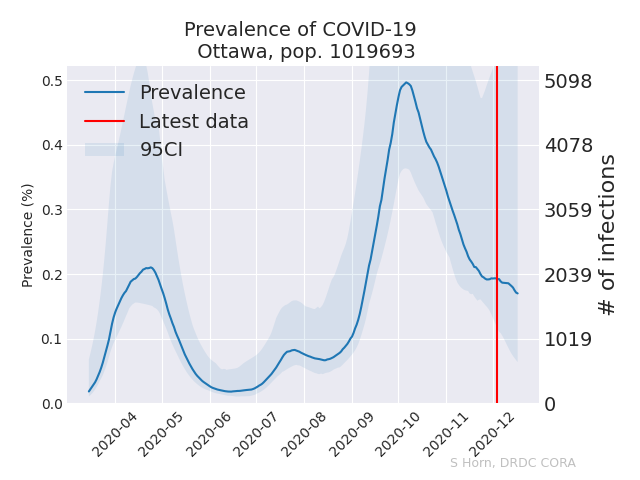 Prevalence of COVID-19
Ottawa, pop. 1019693
Prevalence
Latest data
95CI
Prevalence (%)
0.5
0.4
0.3
0.2
0.1
0.0
5098
4078
3059
2039
1019
0
# of infections
2020-04
2020-05
2020-06
2020-07
2020-08
2020-09
2020-10
2020-11
2020-12
S Horn, DRDC CORA